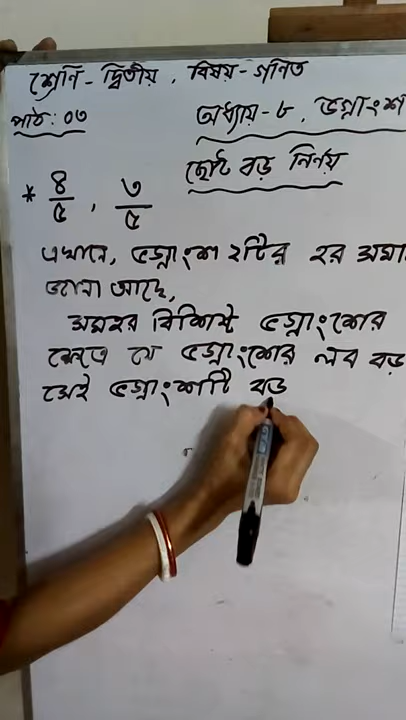 শ্রেণি - দ্বিতীয় , বিষয় - গণিত
পাঠ : ০৩ অধ্যায় - ৮ , ভগ্নাংশ
ছোট বড় নির্ণয়
* ৪/৫ , ৩/৫
এখানে, ভগ্নাংশ ২টির হর সমা
জানা আছে,
সমহর বিশিষ্ট ভগ্নাংশের
ক্ষেত্রে যে ভগ্নাংশের লব বড়
সেই ভগ্নাংশটি বড